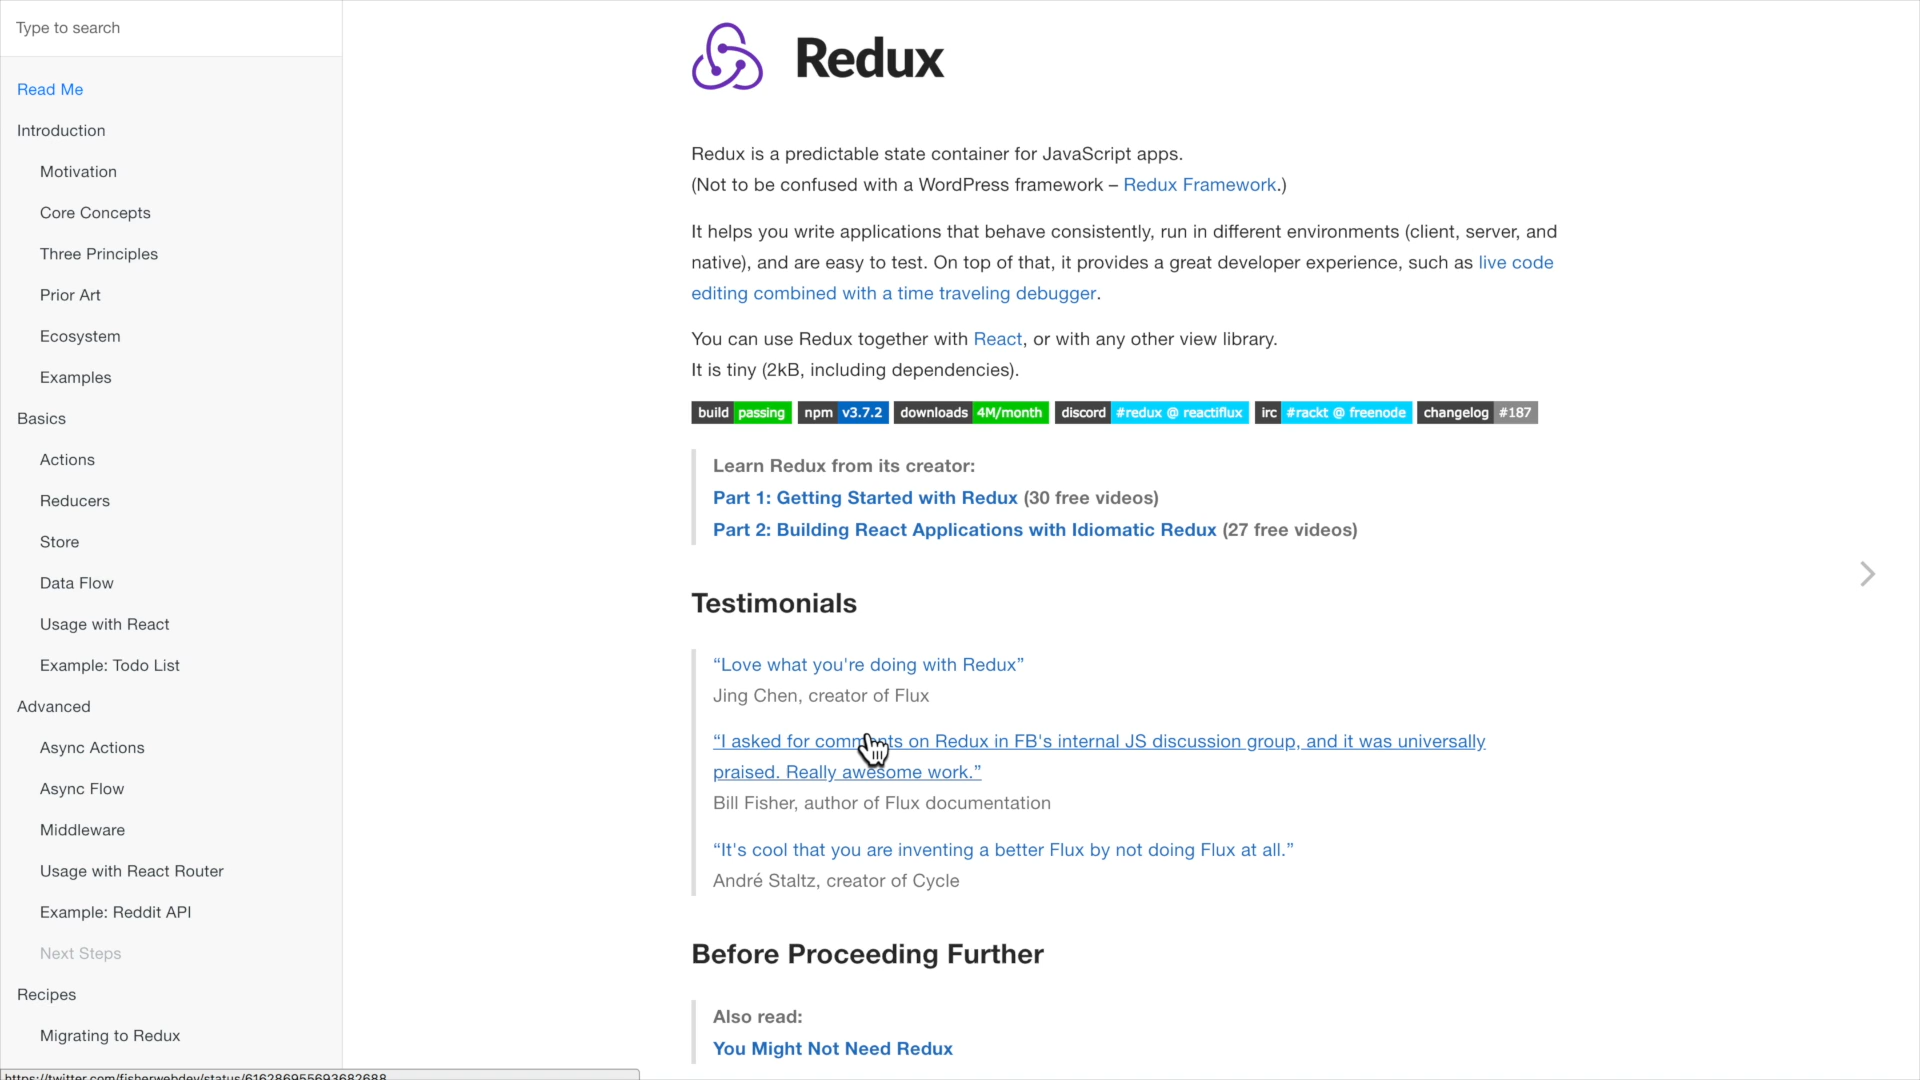 Type to search
Read Me
Introduction
Motivation
Core Concepts
Three Principles
Prior Art
Ecosystem
Examples
Basics
Actions
Reducers
Store
Data Flow
Usage with React
Example: Todo List
Advanced
Async Actions
Async Flow
Middleware
Usage with React Router
Example: Reddit API
Next Steps
Recipes
Migrating to Redux
Redux
Redux is a predictable state container for JavaScript apps.
(Not to be confused with a WordPress framework – Redux Framework.)
It helps you write applications that behave consistently, run in different environments (client, server, and
native), and are easy to test. On top of that, it provides a great developer experience, such as live code
editing combined with a time traveling debugger.
You can use Redux together with React, or with any other view library.
It is tiny (2kB, including dependencies).
build passing npm v3.7.2 downloads 4M/month discord #redux @ reactiflux irc #rackt @ freenode changelog #187
Learn Redux from its creator:
Part 1: Getting Started with Redux (30 free videos)
Part 2: Building React Applications with Idiomatic Redux (27 free videos)
Testimonials
“Love what you're doing with Redux”
Jing Chen, creator of Flux
“I asked for comments on Redux in FB's internal JS discussion group, and it was universally
praised. Really awesome work.”
Bill Fisher, author of Flux documentation
“It's cool that you are inventing a better Flux by not doing Flux at all.”
André Staltz, creator of Cycle
Before Proceeding Further
Also read:
You Might Not Need Redux
https://twitter.com/fisherwebdev/status/616286955693682688